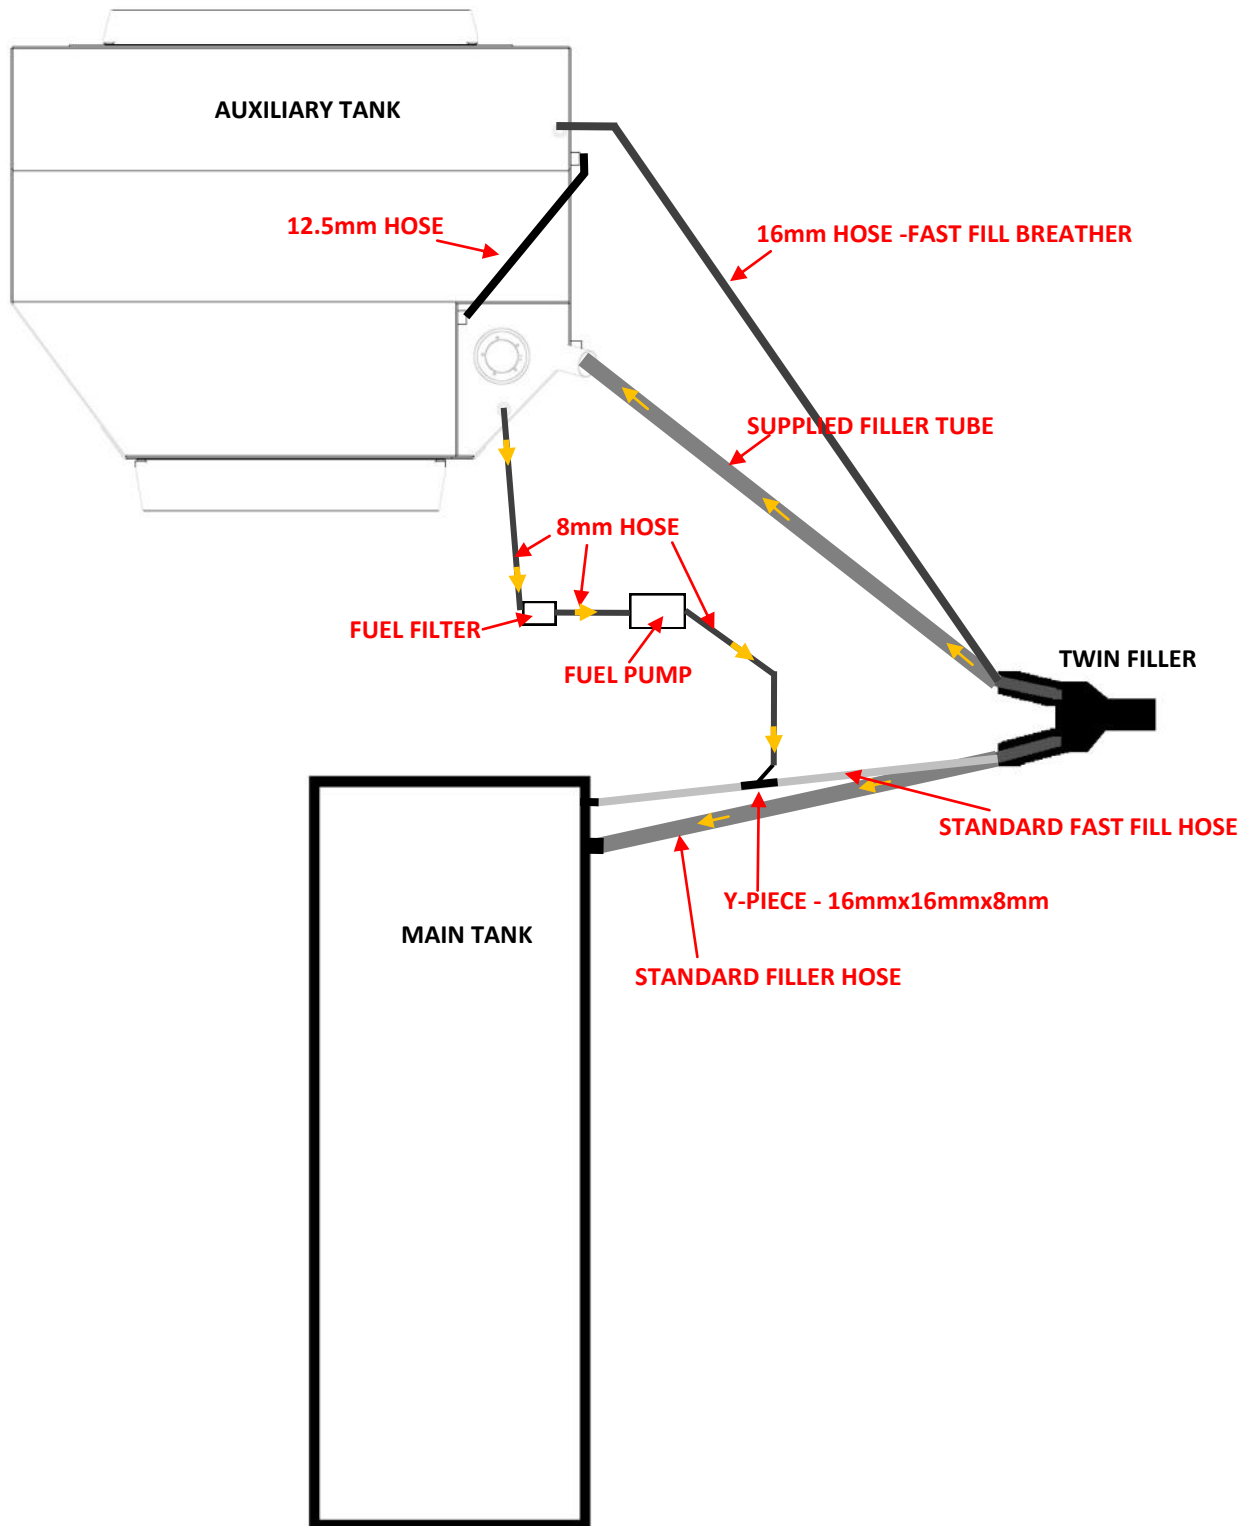 AUXILIARY TANK
12.5mm HOSE
16mm HOSE -FAST FILL BREATHER
SUPPLIED FILLER TUBE
8mm HOSE
FUEL FILTER
FUEL PUMP
TWIN FILLER
STANDARD FAST FILL HOSE
Y-PIECE - 16mmx16mmx8mm
MAIN TANK
STANDARD FILLER HOSE